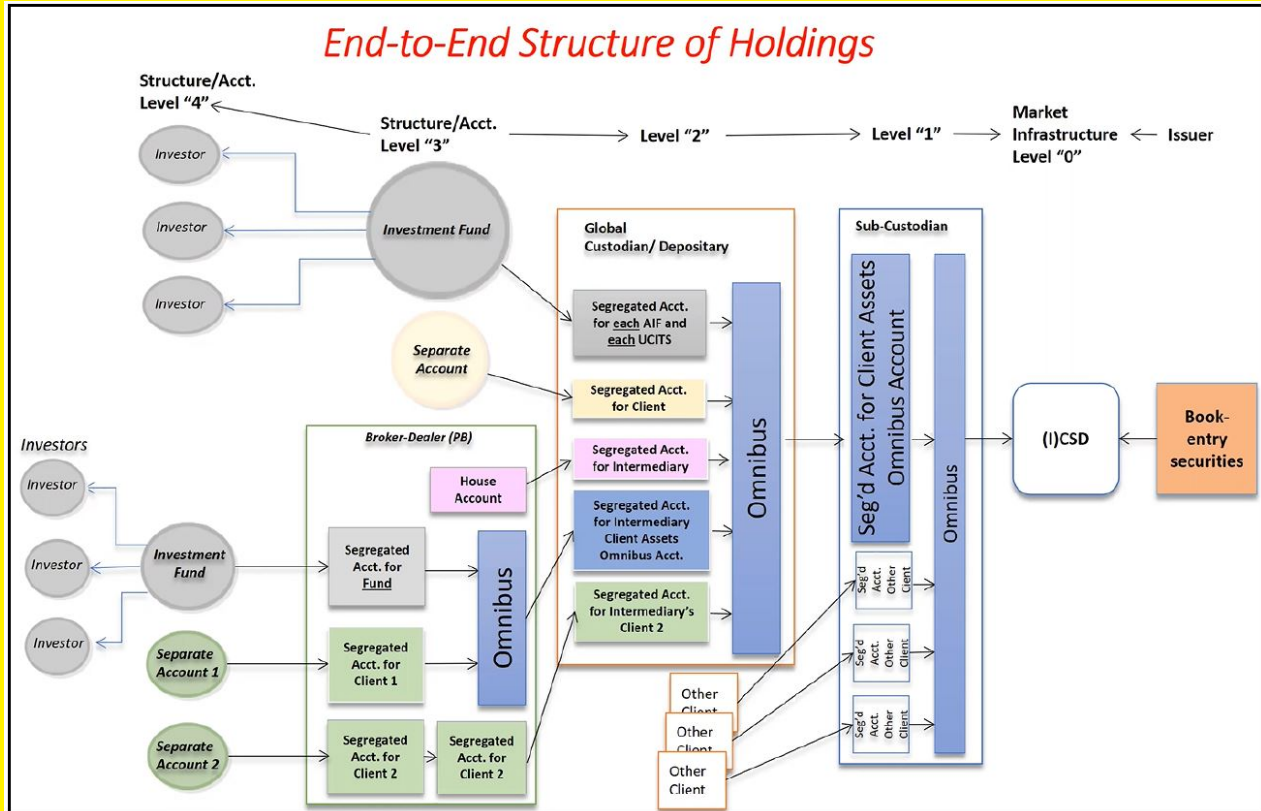 End-to-End Structure of Holdings
Structure/Acct.
Level “4”
Structure/Acct.
Level “3”
Level “2”
Level “1”
Market
Infrastructure
Level “0”
Issuer
Investor
Investor
Investor
Investment Fund
Separate
Account
Global
Custodian/ Depositary
Segregated Acct.
for each AIF and
each UCITS
Segregated Acct.
for Client
Segregated Acct.
for Intermediary
Segregated Acct.
for Intermediary
Client Assets
Omnibus Acct.
Segregated Acct.
for Intermediary’s
Client 2
Omnibus
Sub-Custodian
Seg’d Acct. for Client Assets
Omnibus Account
Seg’d
Acct.
Other
Client
Seg’d
Acct.
Other
Client
Seg’d
Acct.
Other
Client
Omnibus
(I)CSD
Book-
entry
securities
Investors
Investor
Investor
Investor
Investment
Fund
Separate
Account 1
Separate
Account 2
Broker-Dealer (PB)
House
Account
Segregated
Acct. for
Fund
Segregated
Acct. for
Client 1
Segregated
Acct. for
Client 2
Segregated
Acct. for
Client 2
Omnibus
Other
Client
Other
Client
Other
Client